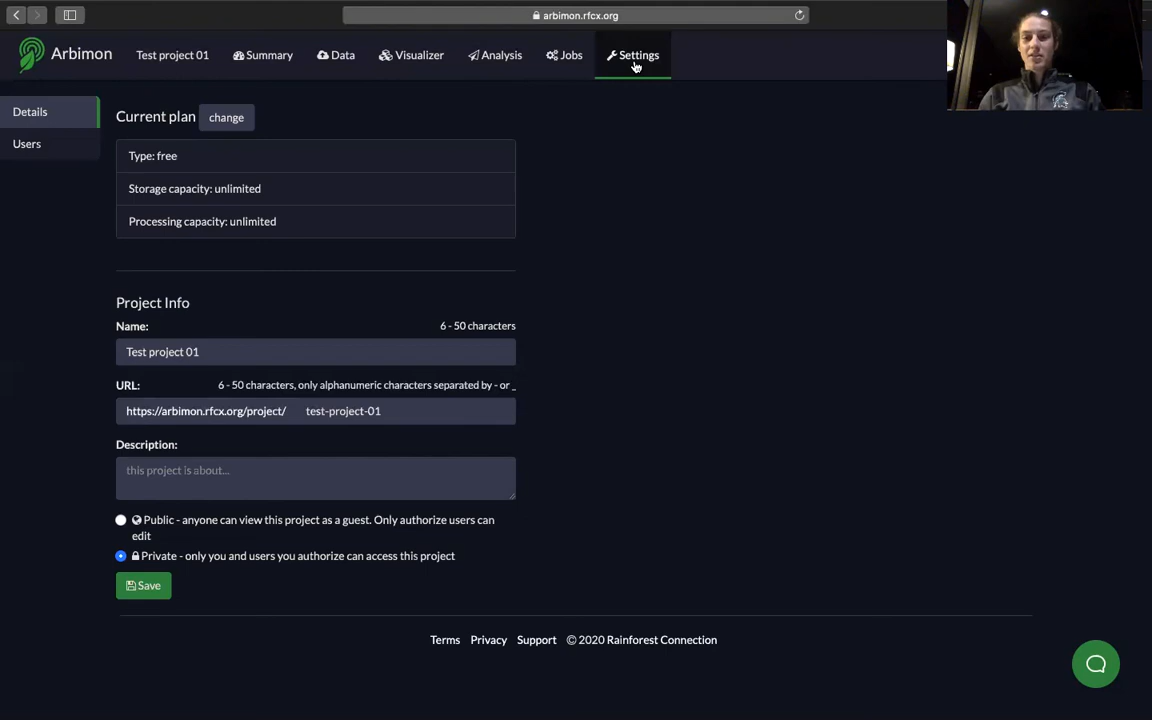 arbimon.rfcx.org
Arbimon Test project 01 Summary Data Visualizer Analysis Jobs Settings
Details
Users
Current plan change
Type: free
Storage capacity: unlimited
Processing capacity: unlimited
Project Info
Name: 6 - 50 characters
Test project 01
URL: 6 - 50 characters, only alphanumeric characters separated by - or _
https://arbimon.rfcx.org/project/ test-project-01
Description:
this project is about...
Public - anyone can view this project as a guest. Only authorize users can
edit
Private - only you and users you authorize can access this project
Save
Terms Privacy Support © 2020 Rainforest Connection